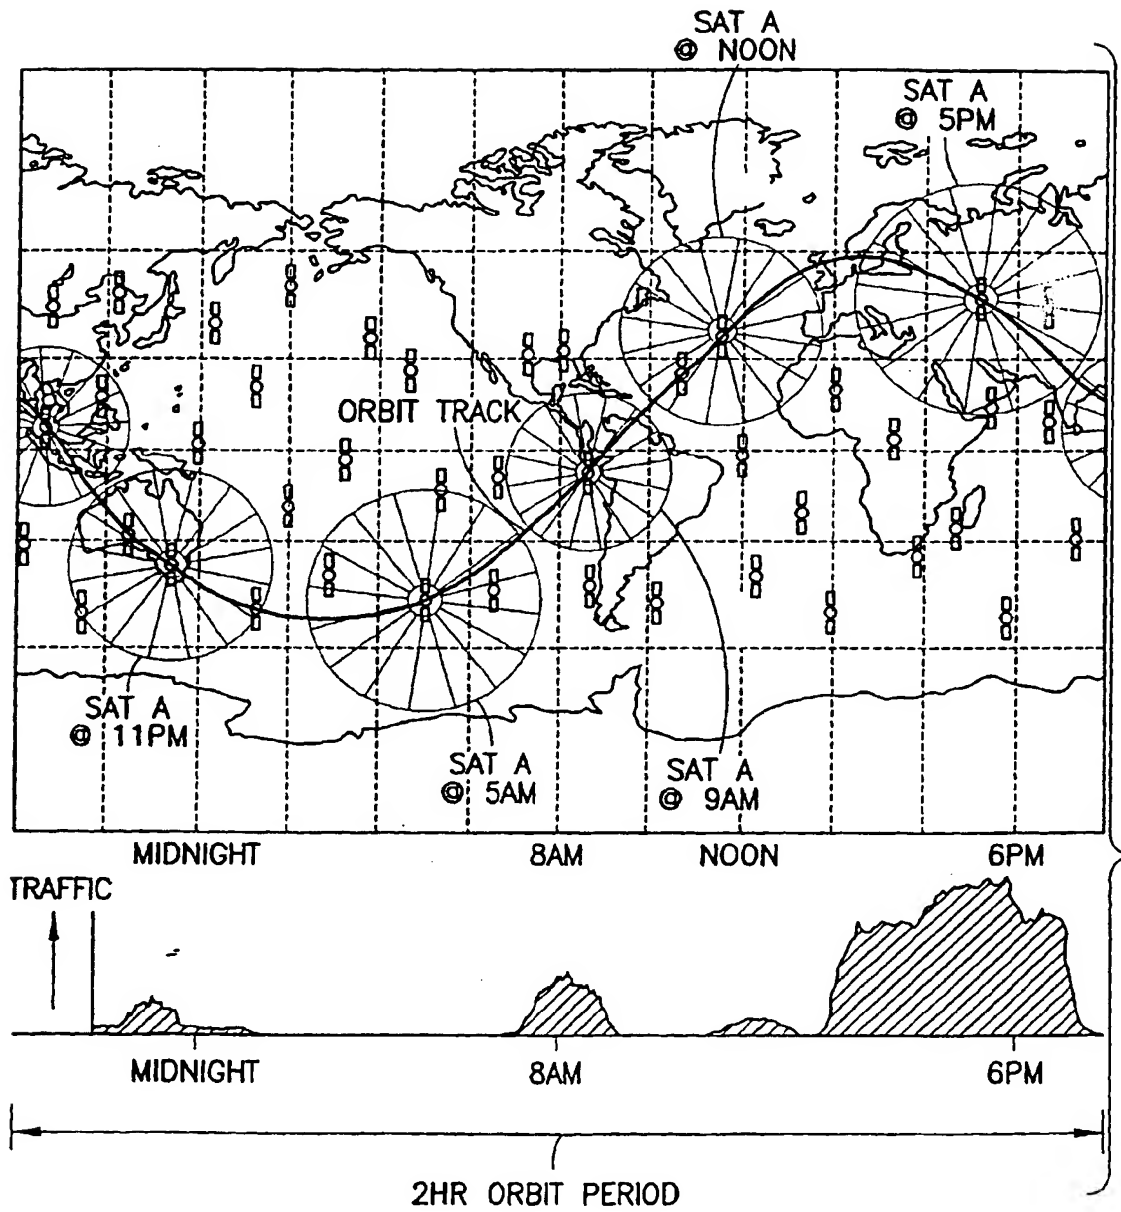 SAT A
@ NOON
SAT A
@ 5PM
ORBIT TRACK
SAT A
@ 11PM
SAT A
@ 5AM
SAT A
@ 9AM
MIDNIGHT
8AM
NOON
6PM
TRAFFIC
MIDNIGHT
8AM
6PM
2HR ORBIT PERIOD